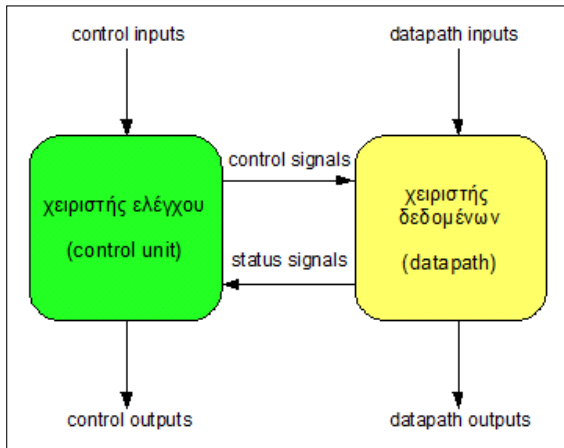 control inputs
datapath inputs
χειριστής ελέγχου
(control unit)
control signals
status signals
χειριστής
δεδομένων
(datapath)
control outputs
datapath outputs